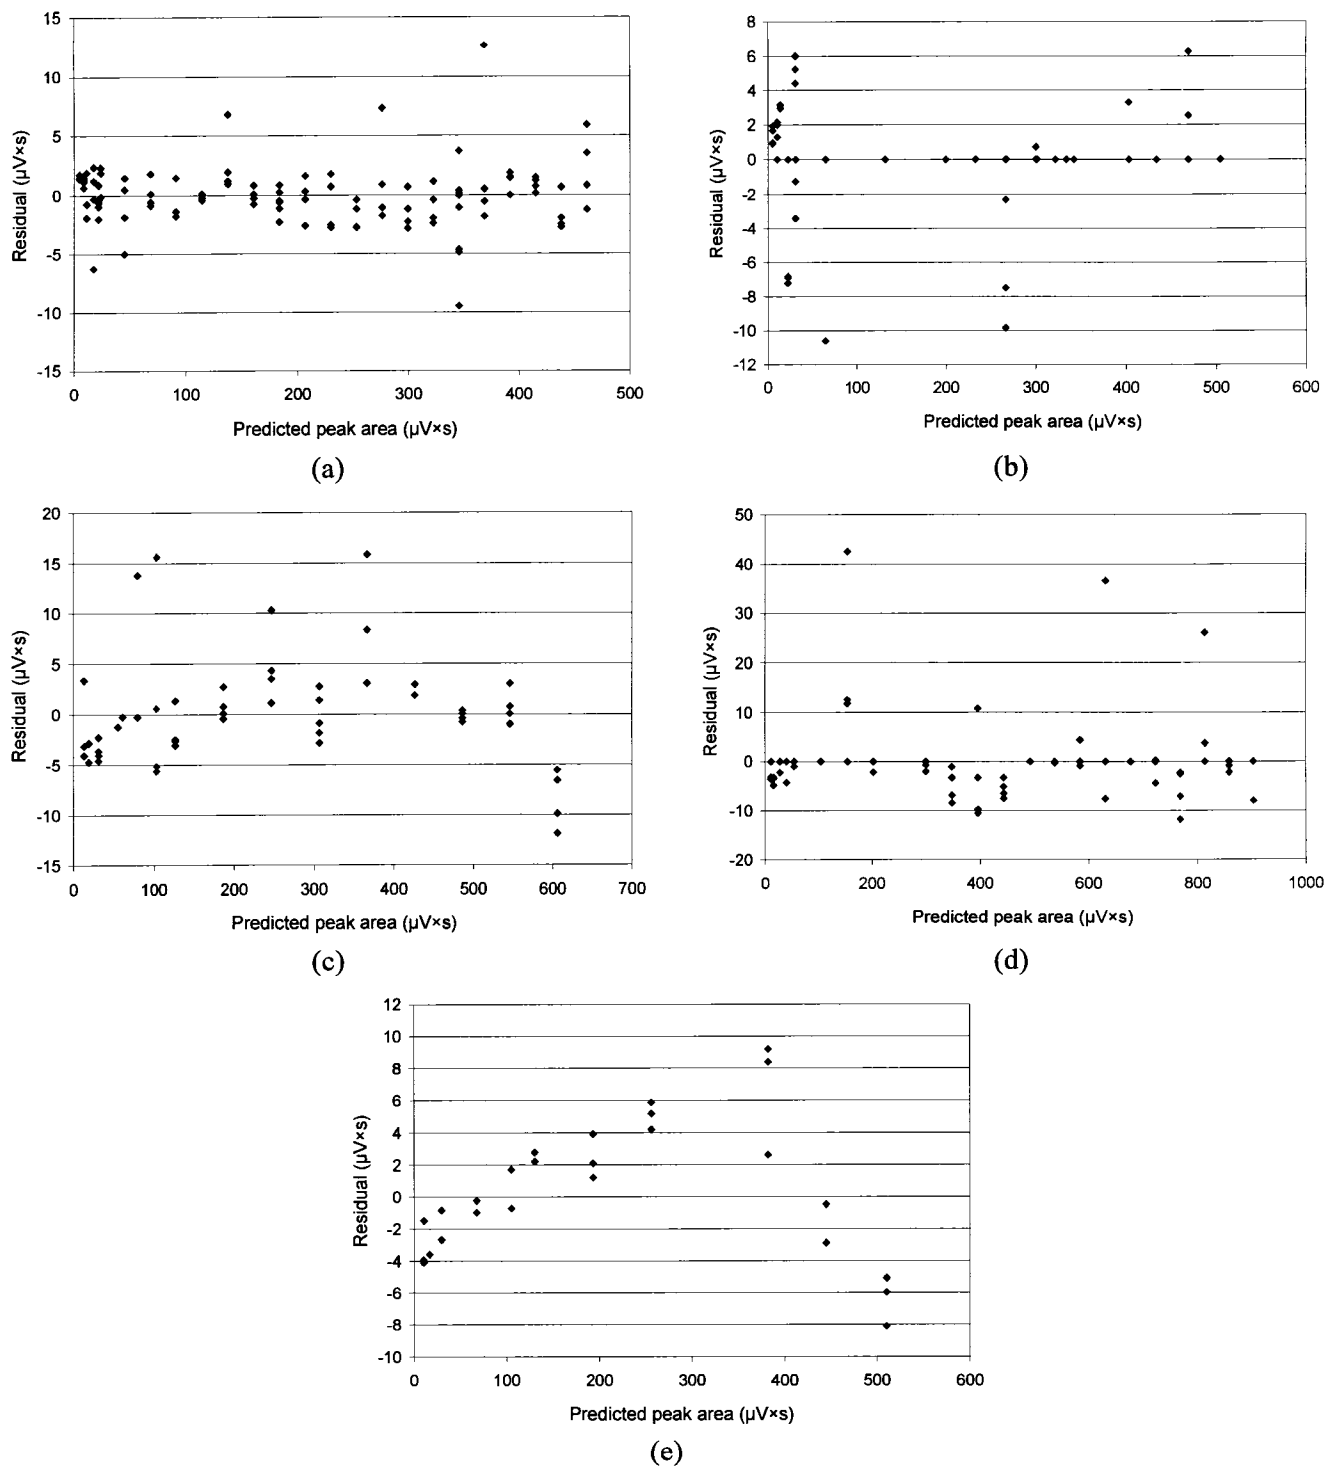 15
10
5
0
-5
-10
-15
0 100 200 300 400 500
Residual (µV×s)
Predicted peak area (µV×s)
(a)
8
6
4
2
0
-2
-4
-6
-8
-10
-12
0 100 200 300 400 500 600
Residual (µV×s)
Predicted peak area (µV×s)
(b)
20
15
10
5
0
-5
-10
-15
0 100 200 300 400 500 600 700
Residual (µV×s)
Predicted peak area (µV×s)
(c)
50
40
30
20
10
0
-10
-20
0 200 400 600 800 1000
Residual (µV×s)
Predicted peak area (µV×s)
(d)
12
10
8
6
4
2
0
-2
-4
-6
-8
-10
0 100 200 300 400 500 600
Residual (µV×s)
Predicted peak area (µV×s)
(e)